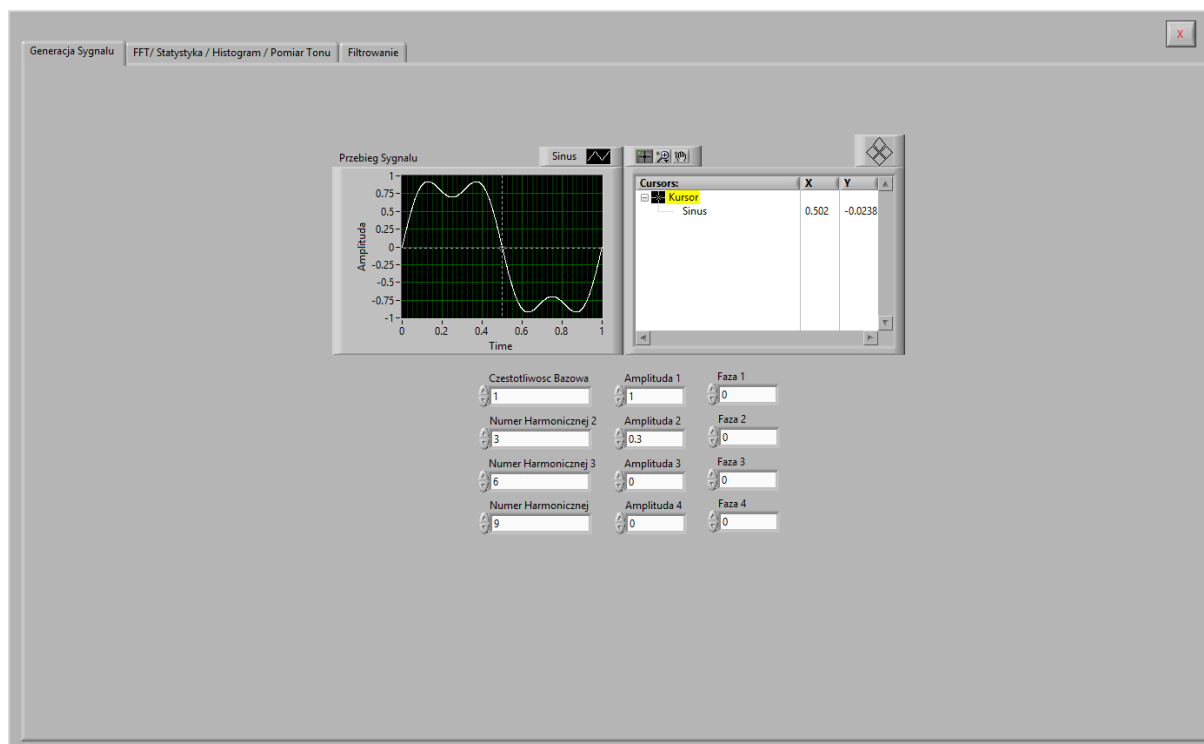 X
Generacja Sygnalu FFT/ Statystyka / Histogram / Pomiar Tonu Filtrowanie
Przebieg Sygnalu Sinus
Cursors: X Y
Kursor
Sinus 0.502 -0.0238
Amplituda
1
0.75
0.5
0.25
0
-0.25
-0.5
-0.75
-1
0 0.2 0.4 0.6 0.8 1
Time
Czestotliwosc Bazowa Amplituda 1 Faza 1
1 1 0
Numer Harmonicznej 2 Amplituda 2 Faza 2
3 0.3 0
Numer Harmonicznej 3 Amplituda 3 Faza 3
6 0 0
Numer Harmonicznej Amplituda 4 Faza 4
9 0 0